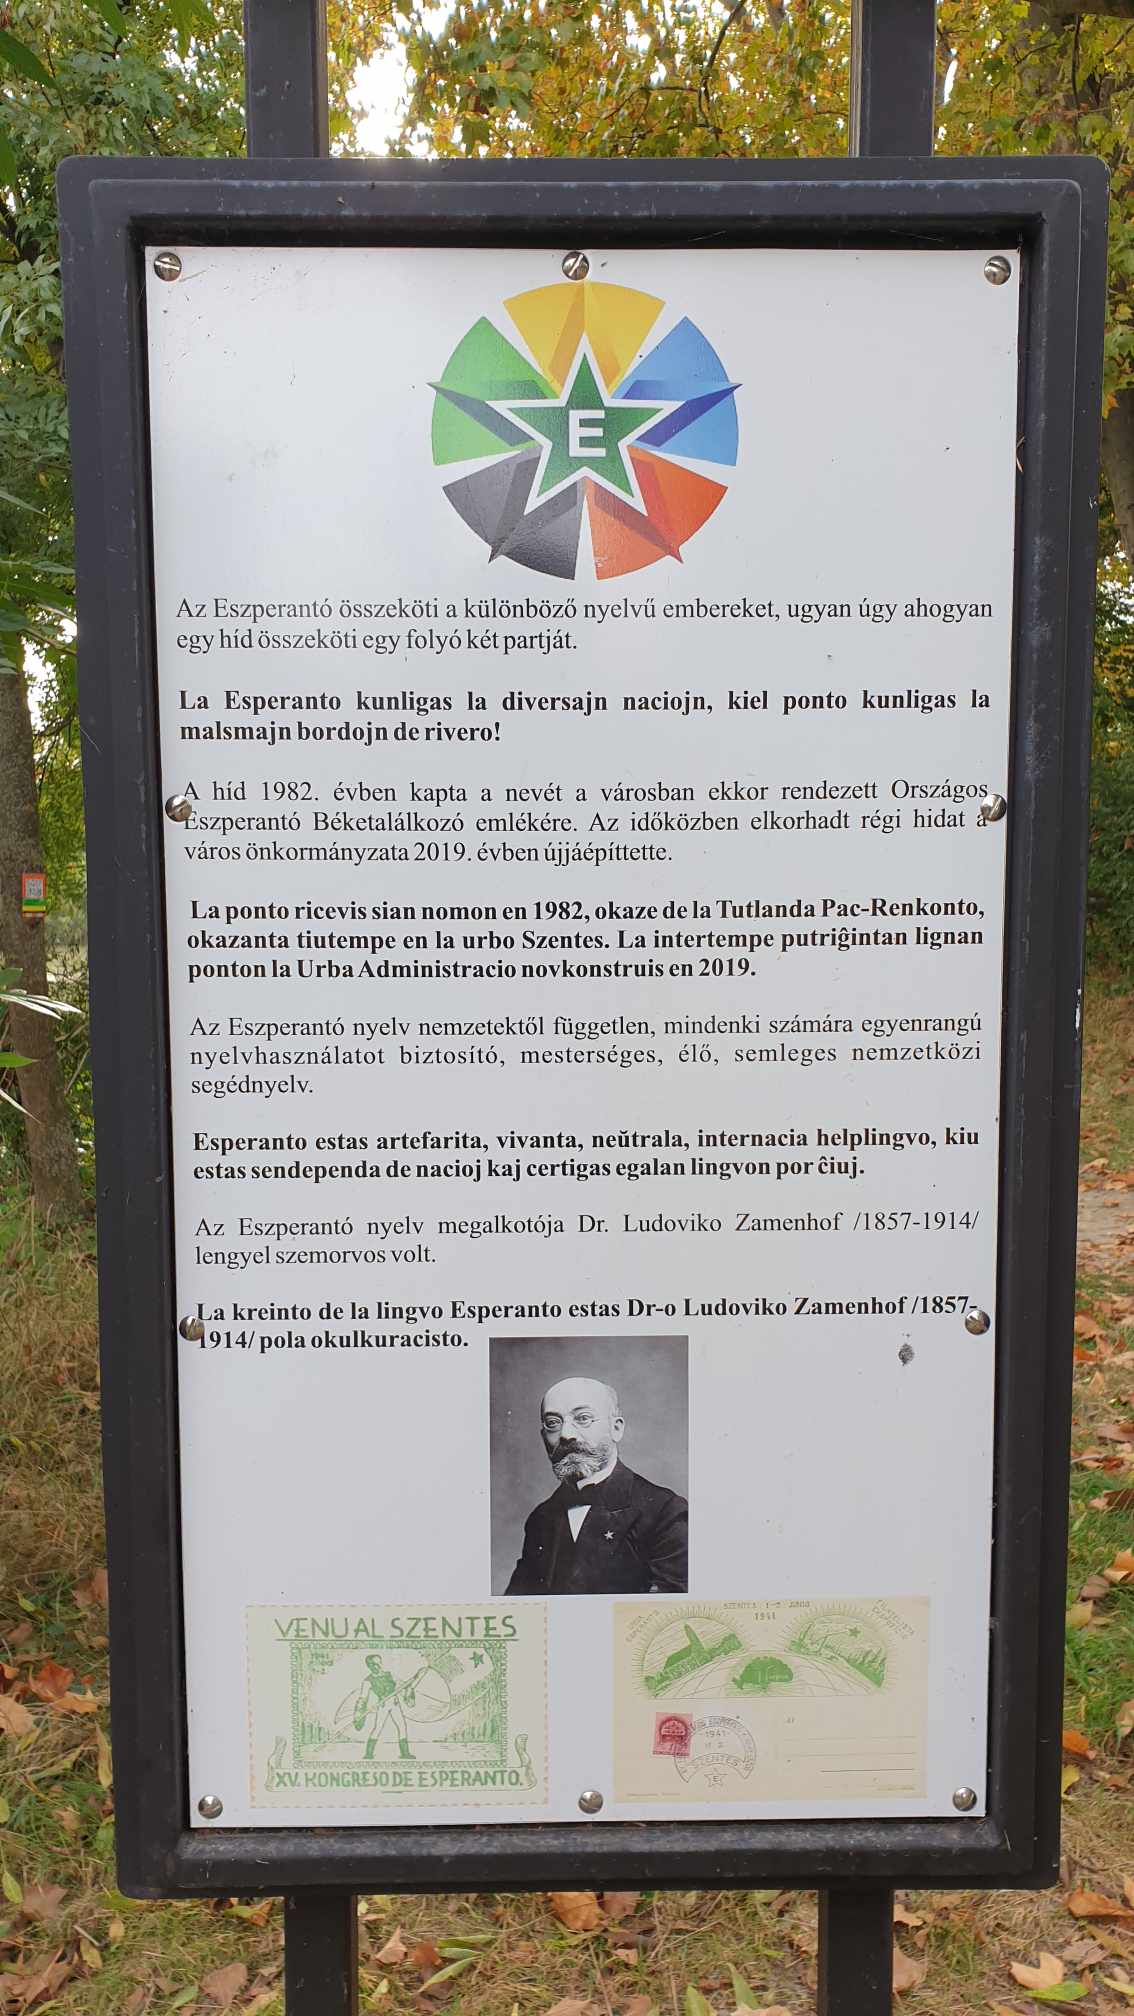 E
Az Eszperantó összeköti a különböző nyelvű embereket, ugyan úgy ahogyan
egy híd összeköti egy folyó két partját.
La Esperanto kunligas la diversajn naciojn, kiel ponto kunligas la
malsmajn bordojn de rivero!
A híd 1982. évben kapta a nevét a városban ekkor rendezett Országos
Eszperantó Béketalálkozó emlékére. Az időközben elkorhadt régi hidat a
város önkormányzata 2019. évben újjáépíttette.
La ponto ricevis sian nomon en 1982, okaze de la Tutlanda Pac-Renkonto,
okazanta tiutempe en la urbo Szentes. La intertempe putriĝintan lignan
ponton la Urba Administracio novkonstruis en 2019.
Az Eszperantó nyelv nemzetektől független, mindenki számára egyenrangú
nyelvhasználatot biztosító, mesterséges, élő, semleges nemzetközi
segédnyelv.
Esperanto estas artefarita, vivanta, neŭtrala, internacia helplingvo, kiu
estas sendependa de nacioj kaj certigas egalan lingvon por ĉiuj.
Az Eszperantó nyelv megalkotója Dr. Ludoviko Zamenhof /1857-1914/
lengyel szemorvos volt.
La kreinto de la lingvo Esperanto estas Dr-o Ludoviko Zamenhof /1857-
1914/ pola okulkuracisto.
VENU AL SZENTES
1941
XV. KONGRESO DE ESPERANTO.
SZENTES 1-2 JUNIO
1941
1941
SZENTES
E